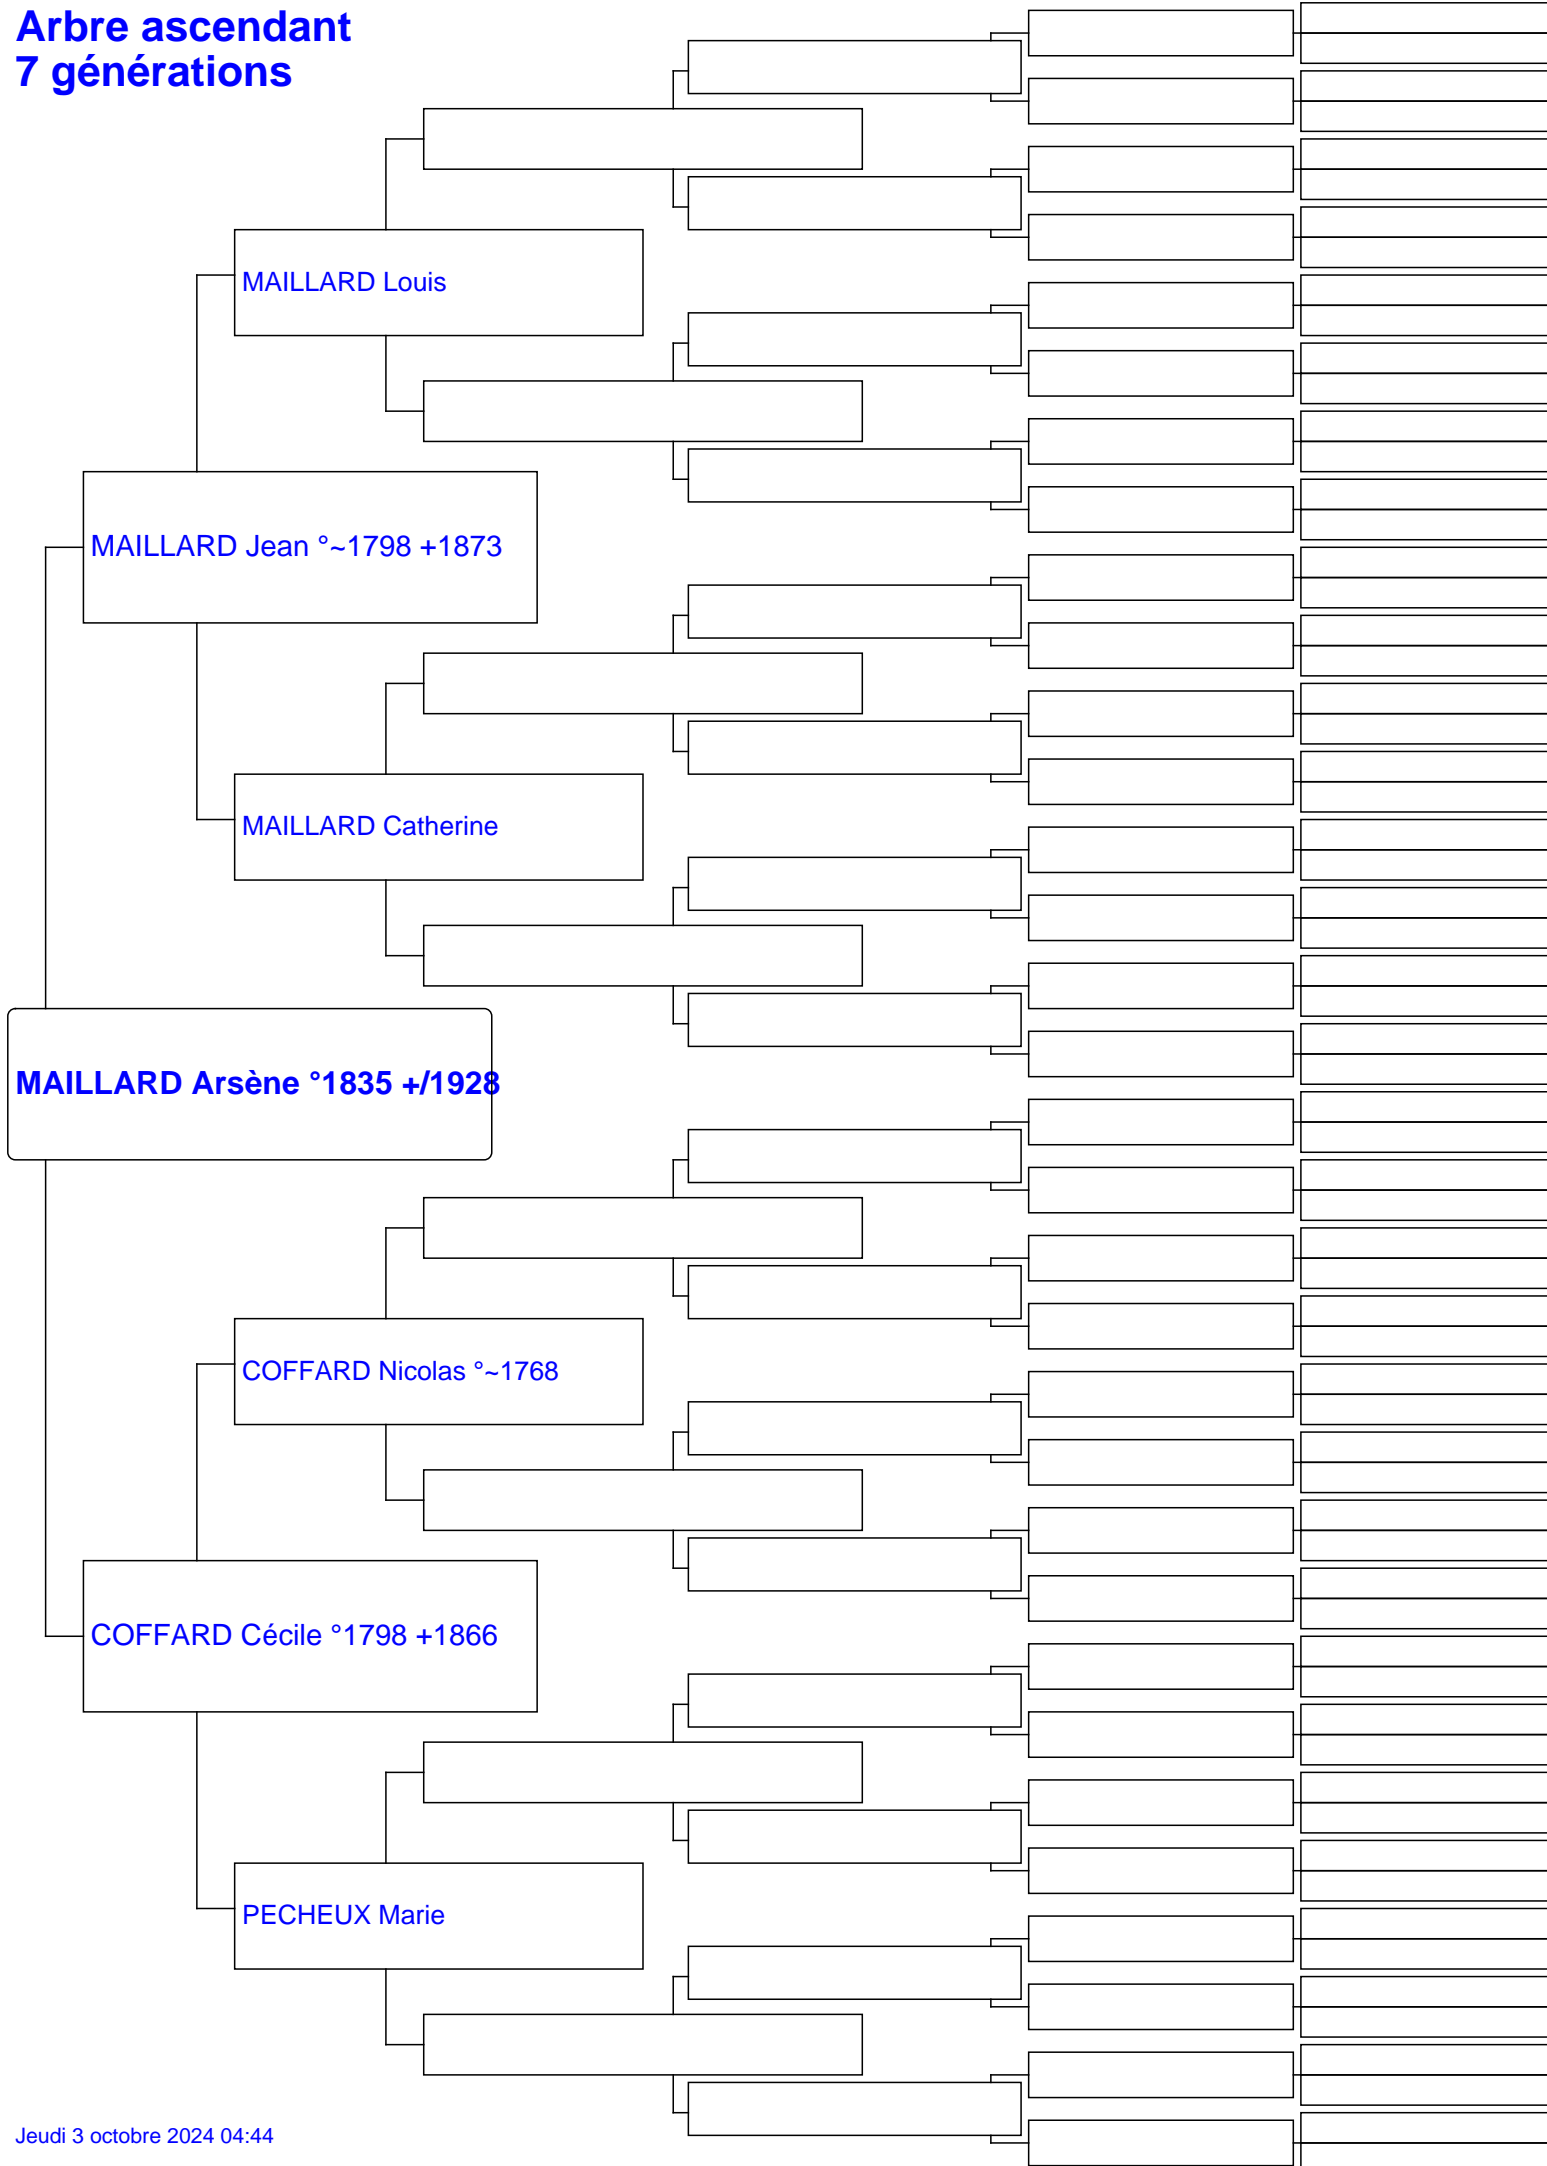 Arbre ascendant
7 générations
MAILLARD Louis
MAILLARD Jean °~1798 +1873
MAILLARD Catherine
MAILLARD Arsène °1835 +/1928
COFFARD Nicolas °~1768
COFFARD Cécile °1798 +1866
PECHEUX Marie
Jeudi 3 octobre 2024 04:44